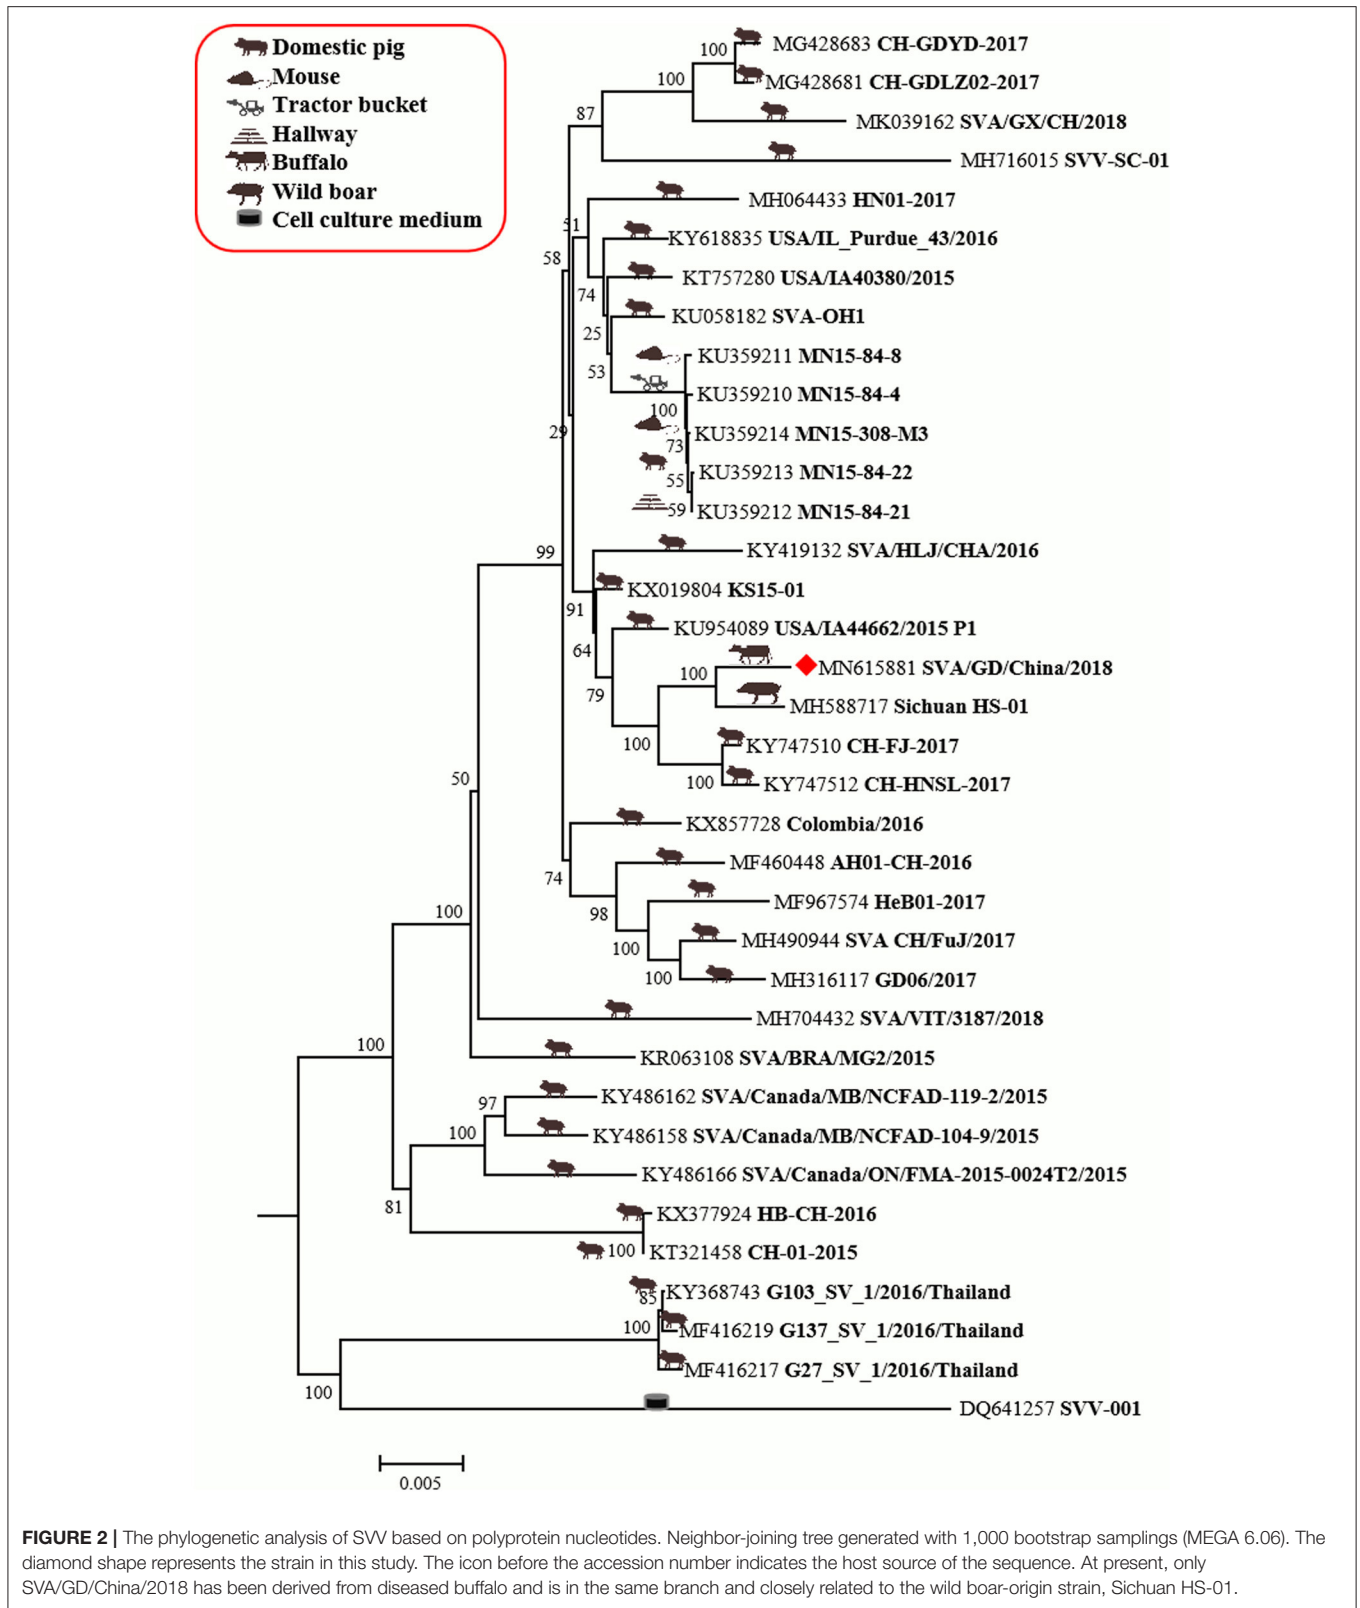 Domestic pig
Mouse
Tractor bucket
Hallway
Buffalo
Wild boar
Cell culture medium
100
MG428683 CH-GDYD-2017
100
MG428681 CH-GDLZ02-2017
87
MK039162 SVA/GX/CH/2018
MH716015 SVV-SC-01
MH064433 HN01-2017
51
KY618835 USA/IL_Purdue_43/2016
58
KT757280 USA/IA40380/2015
74
KU058182 SVA-OH1
25
KU359211 MN15-84-8
53
KU359210 MN15-84-4
100
KU359214 MN15-308-M3
29
73
KU359213 MN15-84-22
55
KU359212 MN15-84-21
59
99
KY419132 SVA/HLJ/CHA/2016
KX019804 KS15-01
91
KU954089 USA/IA44662/2015 P1
64
MN615881 SVA/GD/China/2018
100
79
MH588717 Sichuan HS-01
100
KY747510 CH-FJ-2017
100
KY747512 CH-HNSL-2017
50
KX857728 Colombia/2016
MF460448 AH01-CH-2016
74
MF967574 HeB01-2017
98
100
MH490944 SVA CH/FuJ/2017
100
100
MH316117 GD06/2017
MH704432 SVA/VIT/3187/2018
100
KR063108 SVA/BRA/MG2/2015
KY486162 SVA/Canada/MB/NCFAD-119-2/2015
97
100
KY486158 SVA/Canada/MB/NCFAD-104-9/2015
KY486166 SVA/Canada/ON/FMA-2015-0024T2/2015
81
KX377924 HB-CH-2016
100
KT321458 CH-01-2015
KY368743 G103_SV_1/2016/Thailand
85
100
MF416219 G137_SV_1/2016/Thailand
MF416217 G27_SV_1/2016/Thailand
100
DQ641257 SVV-001
0.005
FIGURE 2 | The phylogenetic analysis of SVV based on polyprotein nucleotides. Neighbor-joining tree generated with 1,000 bootstrap samplings (MEGA 6.06). The
diamond shape represents the strain in this study. The icon before the accession number indicates the host source of the sequence. At present, only
SVA/GD/China/2018 has been derived from diseased buffalo and is in the same branch and closely related to the wild boar-origin strain, Sichuan HS-01.